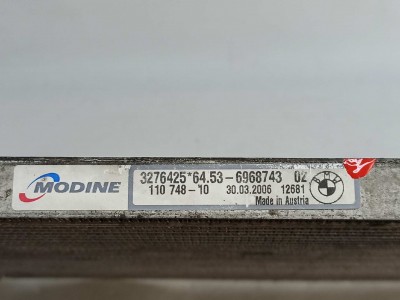 MODINE
3276425*64.53-6968743 02
110 748-10 30.03.2006 12681
Made in Austria
BMW